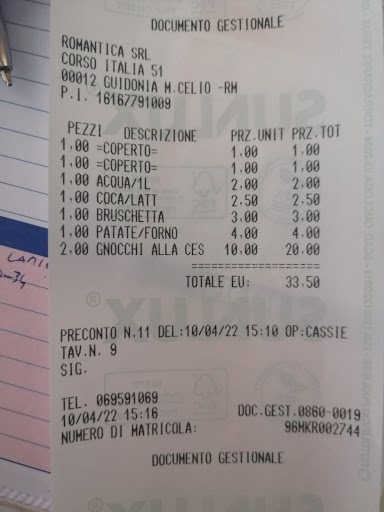 DOCUMENTO GESTIONALE
ROMANTICA SRL
CORSO ITALIA 51
00012 GUIDONIA M.CELIO -RM
P.I. 16167791009
PEZZI DESCRIZIONE PRZ.UNIT PRZ.TOT
1.00 =COPERTO= 1.00 1.00
1.00 =COPERTO= 1.00 1.00
1.00 ACQUA/1L 2.00 2.00
1.00 COCA/LATT 2.50 2.50
1.00 BRUSCHETTA 3.00 3.00
1.00 PATATE/FORNO 4.00 4.00
2.00 GNOCCHI ALLA CES 10.00 20.00
====================
TOTALE EU: 33.50
PRECONTO N.11 DEL:10/04/22 15:10 OP:CASSIE
TAV.N. 9
SIG.
TEL. 069591069
10/04/22 15:16 DOC.GEST.0860-0019
NUMERO DI MATRICOLA: 96MKR002744
DOCUMENTO GESTIONALE